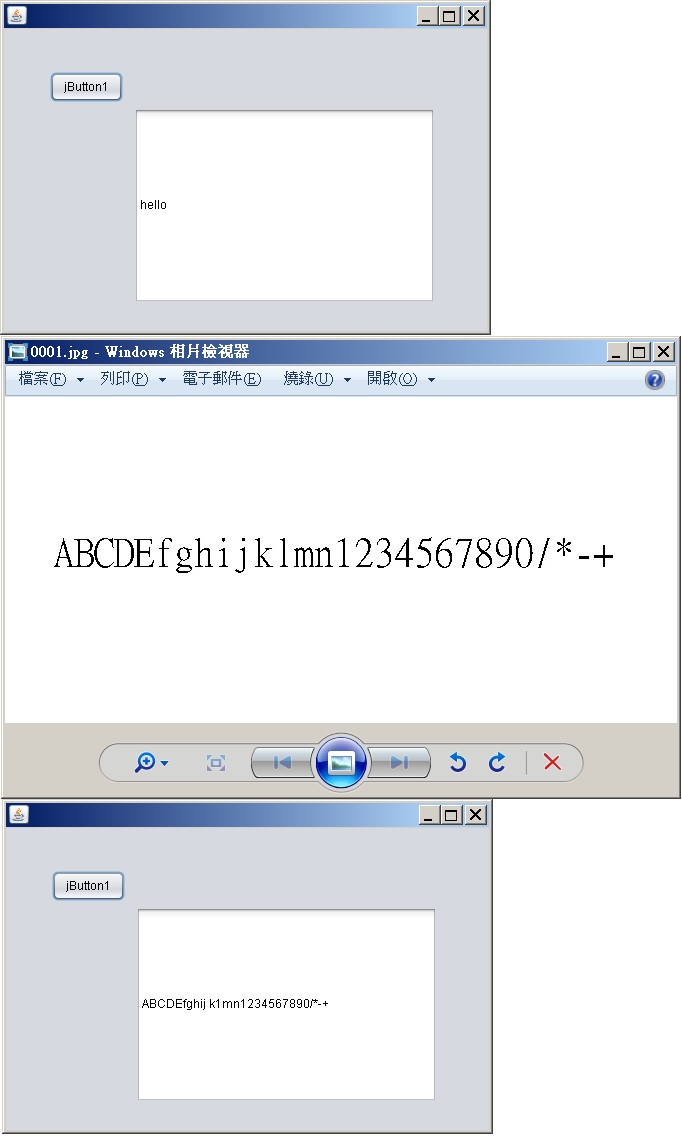 jButton1
hello
0001.jpg - Windows 相片檢視器
檔案(F) 列印(P) 電子郵件(E) 燒錄(U) 開啟(O)
ABCDEfghijklmn1234567890/*-+
jButton1
ABCDEfghij k1mn1234567890/*-+